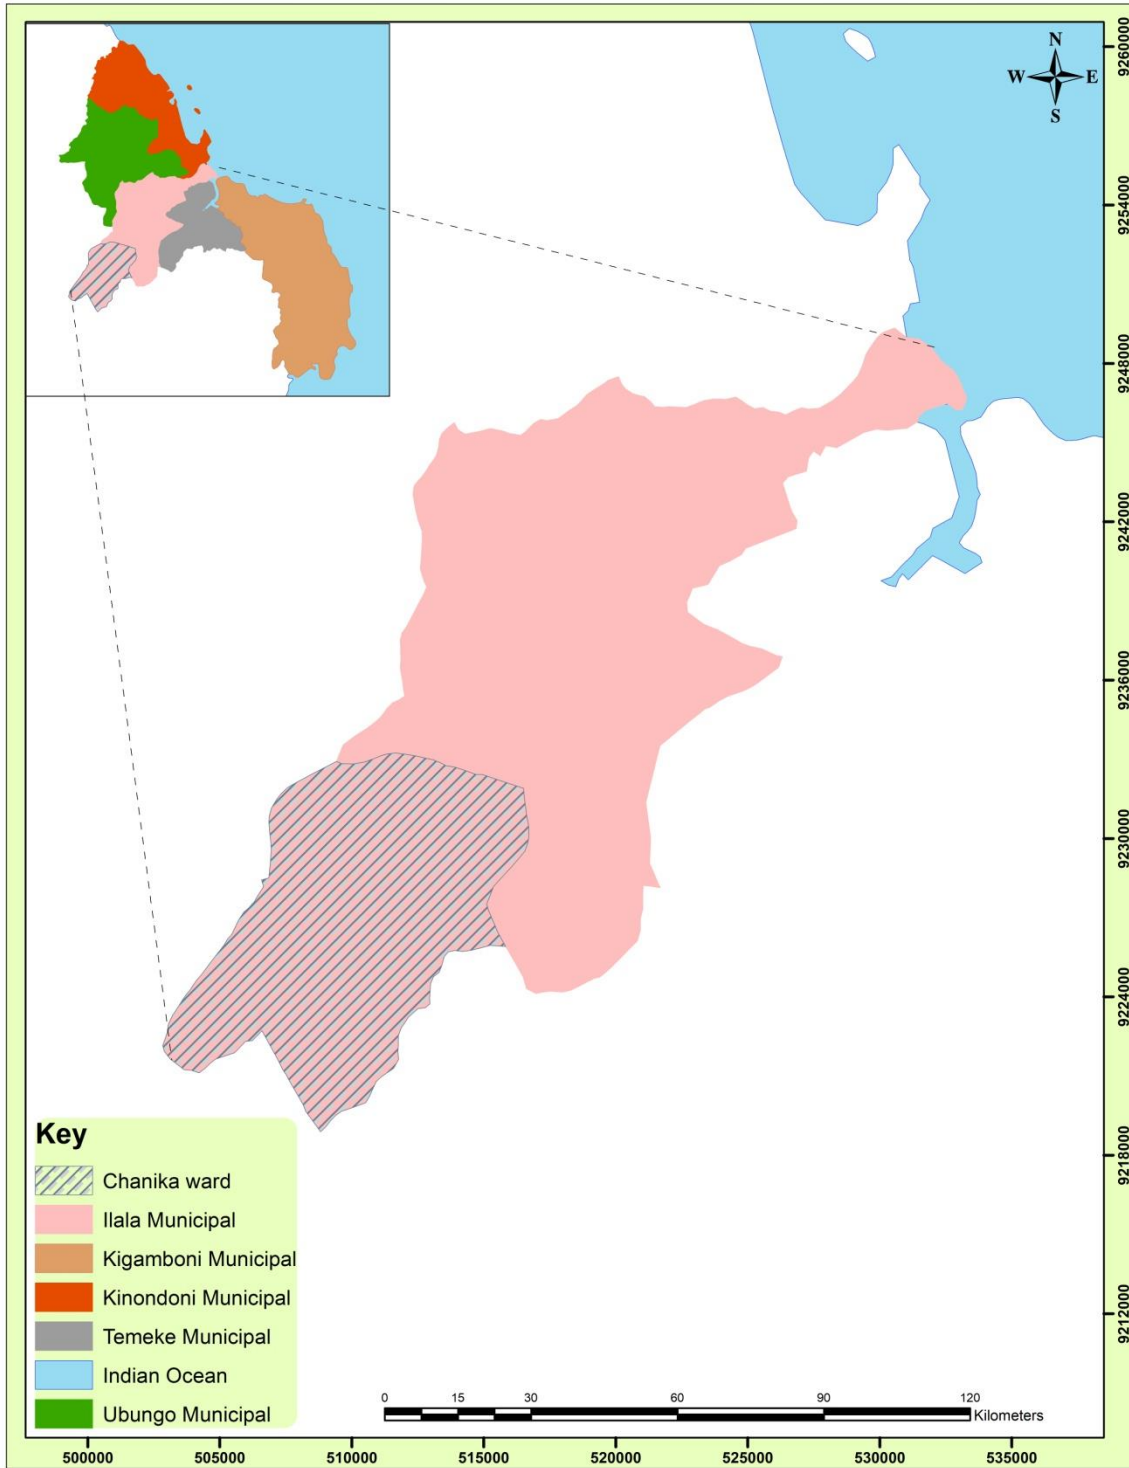 N
W E
S
9260000
9254000
9248000
9242000
9236000
9230000
9224000
9218000
9212000
Key
Chanika ward
Ilala Municipal
Kigamboni Municipal
Kinondoni Municipal
Temeke Municipal
Indian Ocean
Ubungo Municipal
0 15 30 60 90 120
Kilometers
500000 505000 510000 515000 520000 525000 530000 535000